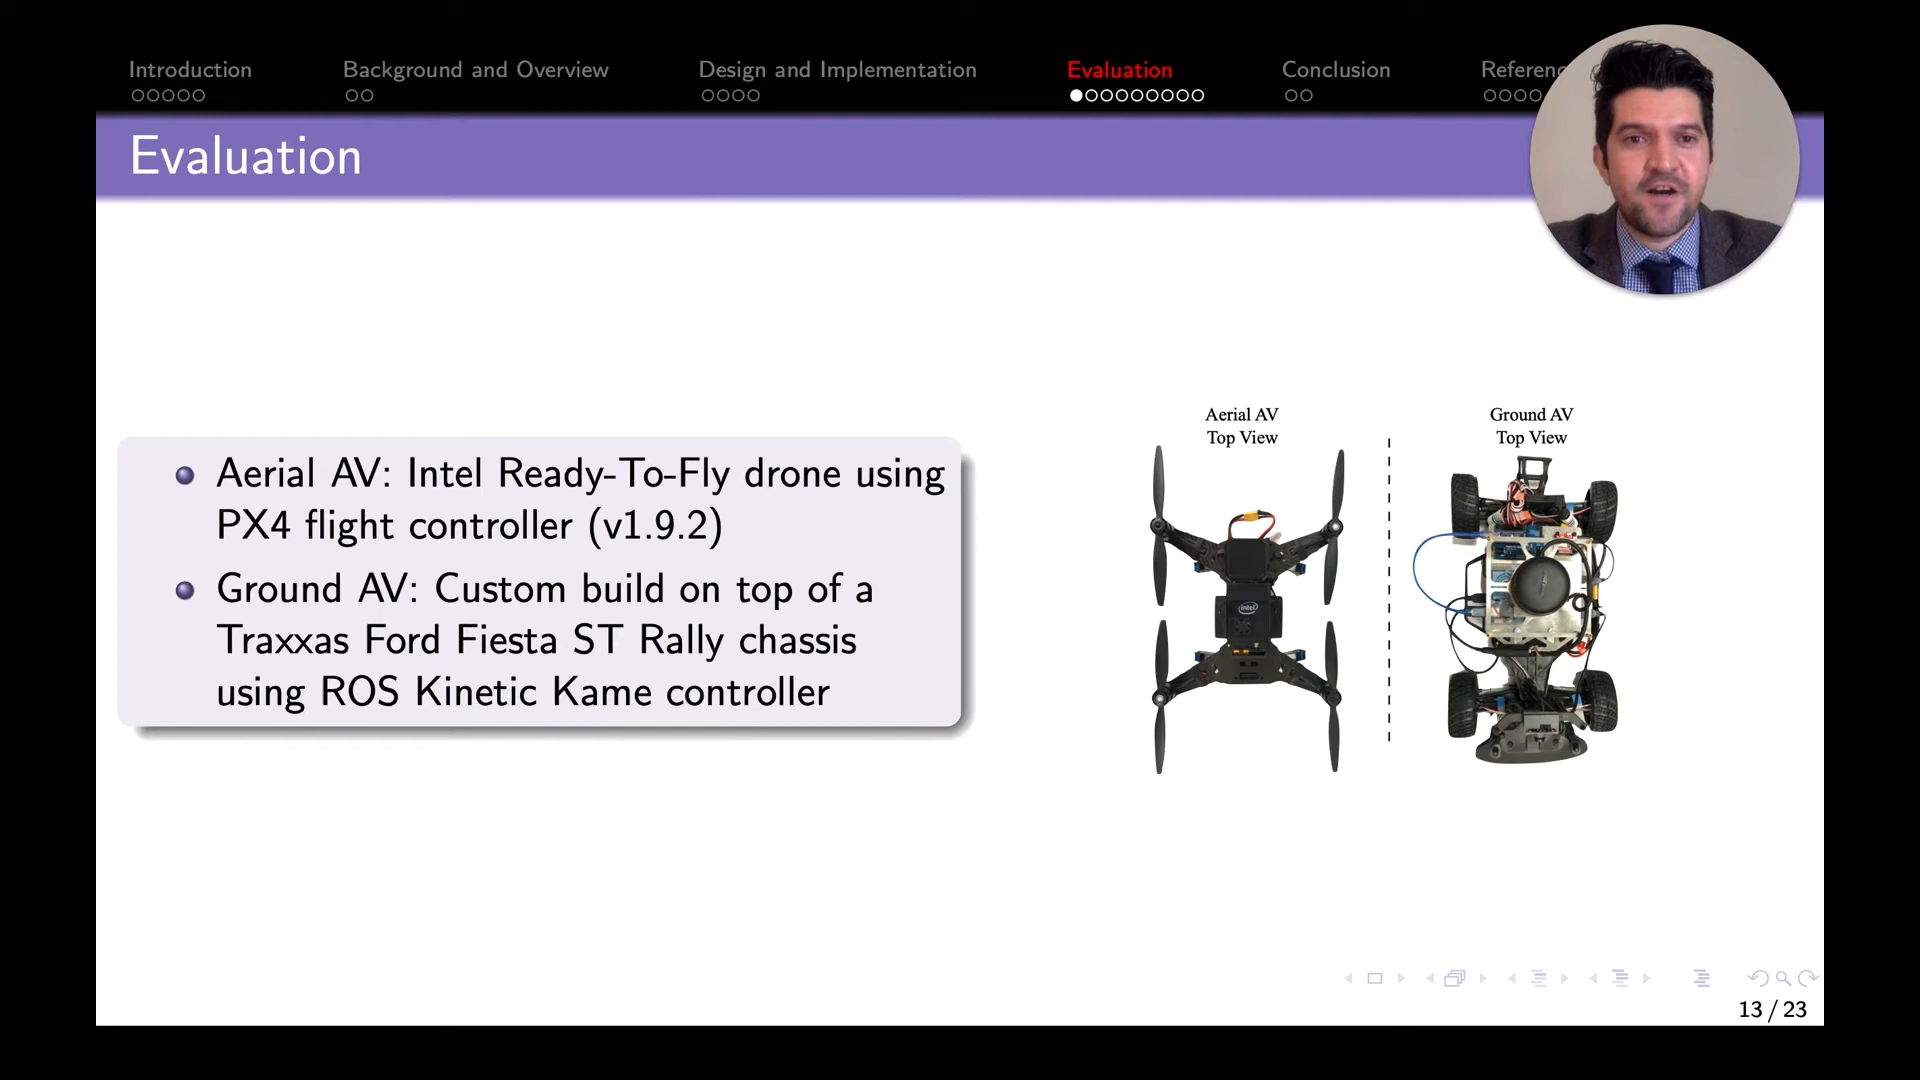 Introduction
Background and Overview
Design and Implementation
Evaluation
Conclusion
Evaluation
Aerial AV: Intel Ready-To-Fly drone using
PX4 flight controller (v1.9.2)
Ground AV: Custom build on top of a
Traxxas Ford Fiesta ST Rally chassis
using ROS Kinetic Kame controller
Aerial AV
Top View
Ground AV
Top View
intel
13 / 23